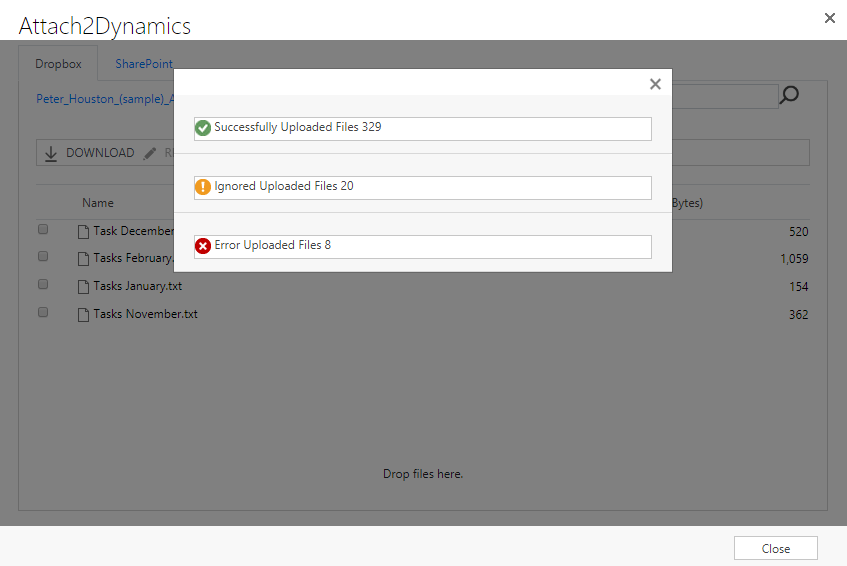 Attach2Dynamics
Dropbox SharePoint
Peter_Houston_(sample)_A
Successfully Uploaded Files 329
DOWNLOAD
Ignored Uploaded Files 20
Name Bytes)
Task December 520
Error Uploaded Files 8
Tasks February. 1,059
Tasks January.txt 154
Tasks November.txt 362
Drop files here.
Close